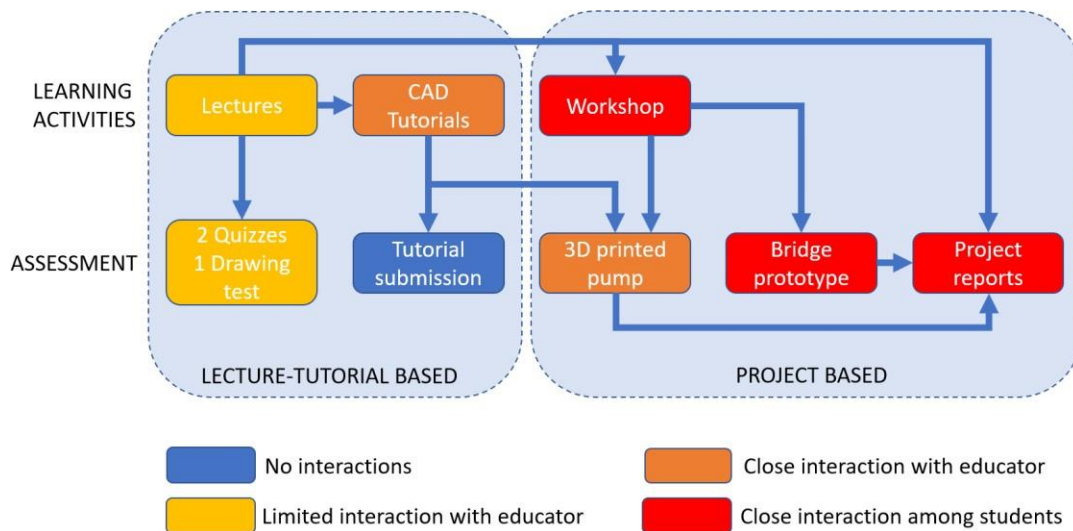 LEARNING
ACTIVITIES
Lectures
CAD
Tutorials
Workshop
ASSESSMENT
2 Quizzes
1 Drawing
test
Tutorial
submission
3D printed
pump
Bridge
prototype
Project
reports
LECTURE-TUTORIAL BASED
PROJECT BASED
No interactions
Close interaction with educator
Limited interaction with educator
Close interaction among students